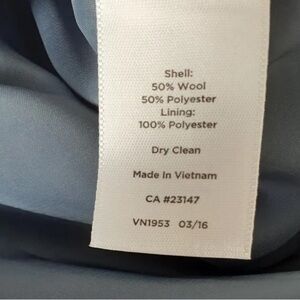 Shell:
50% Wool
50% Polyester
Lining:
100% Polyester
Dry Clean
Made In Vietnam
CA #23147
VN1953 03/16